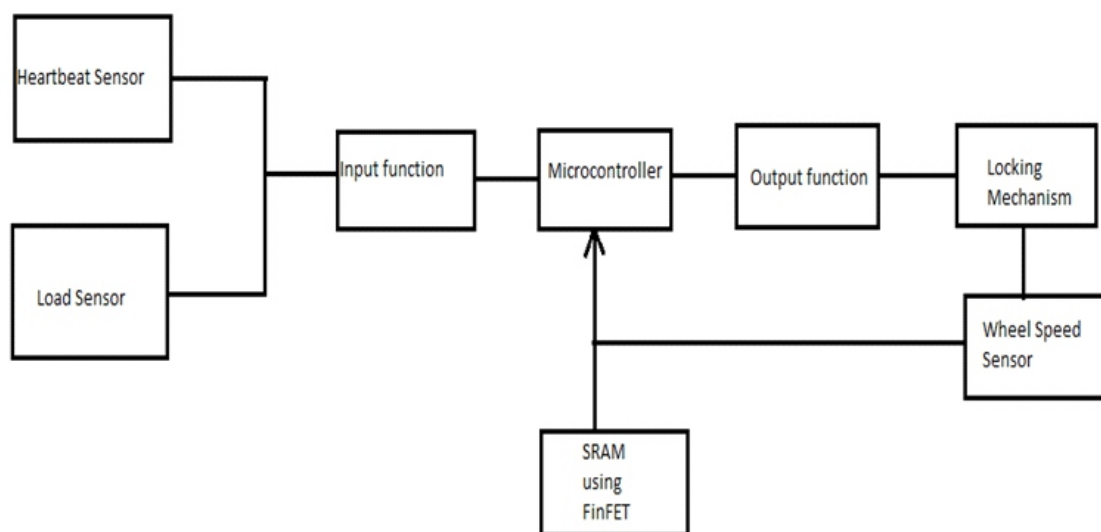 Heartbeat Sensor
Input function
Microcontroller
Output function
Locking
Mechanism
Load Sensor
Wheel Speed
Sensor
SRAM
using
FinFET